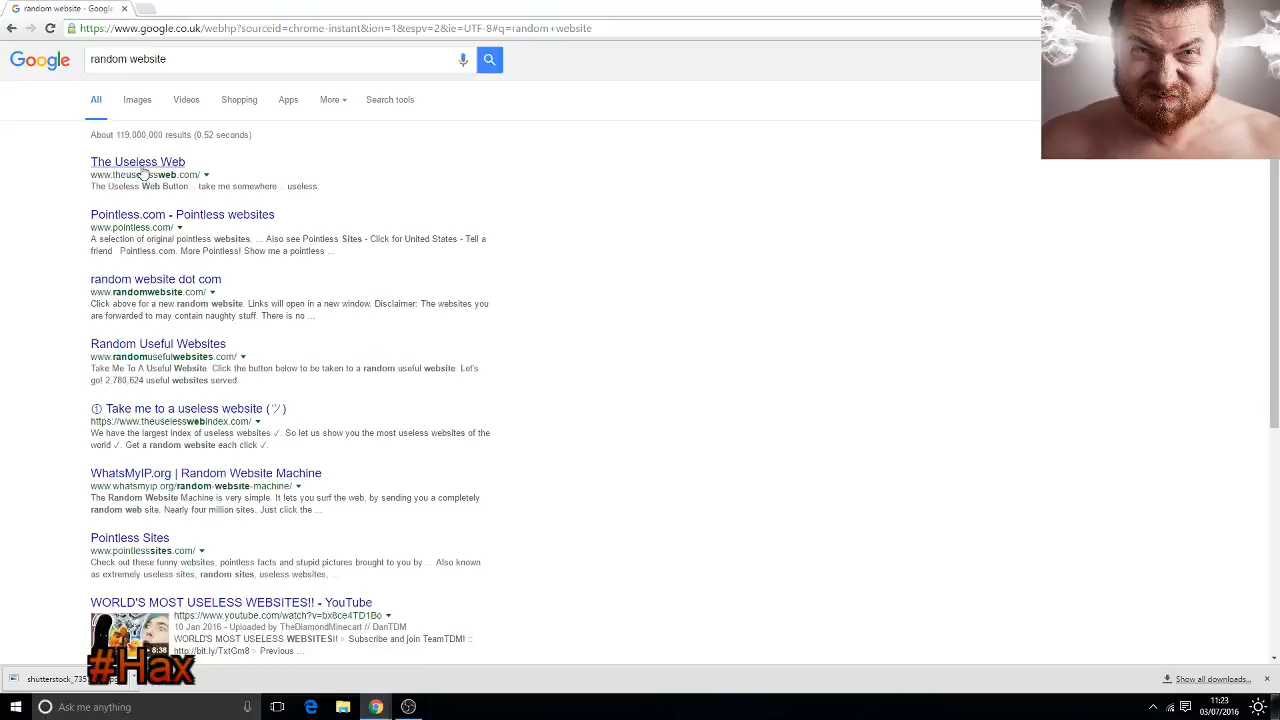 random website - Google
https://www.google.co.uk/webhp?sourceid=chrome-instant&ion=1&espv=2&ie=UTF-8#q=random+website
Google
random website
All Images Videos Shopping Apps More Search tools
About 119,000,000 results (0.52 seconds)
The Useless Web
www.theuselessweb.com/
The Useless Web Button... take me somewhere... useless.
Pointless.com - Pointless websites
www.pointless.com/
A selection of original pointless websites. ... Also see Pointless Sites - Click for United States - Tell a
friend Pointless.com. More Pointless! Show me a pointless ...
random website dot com
www.randomwebsite.com/
Click above for a new random website. Links will open in a new window. Disclaimer: The websites you
are forwarded to may contain naughty stuff. There is no ...
Random Useful Websites
www.randomusefulwebsites.com/
Take Me To A Useful Website Click the button below to be taken to a random useful website. Let's
go! 2,780,624 useful websites served.
① Take me to a useless website (ツ)
https://www.theuselesswebindex.com/
We have the largest index of useless websites ✓. So let us show you the most useless websites of the
world ✓. Get a random website each click ✓.
WhatsMyIP.org | Random Website Machine
www.whatsmyip.org/random-website-machine/
The Random Website Machine is very simple. It lets you surf the web, by sending you a completely
random web site. Nearly four million sites. Just click the ...
Pointless Sites
www.pointlesssites.com/
Check out these funny websites, pointless facts and stupid pictures brought to you by ... Also known
as extremely useless sites, random sites, useless websites, ...
WORLD'S MOST USELESS WEBSITES!! - YouTube
https://www.youtube.com/watch?v=bx8ce4TD1Bo
10 Jan 2016 - Uploaded by TheDiamondMinecart // DanTDM
WORLD'S MOST USELESS WEBSITES!! ▹ Subscribe and join TeamTDM! ::
8:38 http://bit.ly/TxtGm8 ▹ Previous ...
#Hax
shutterstock_735
Show all downloads...
Ask me anything
11:23
03/07/2016